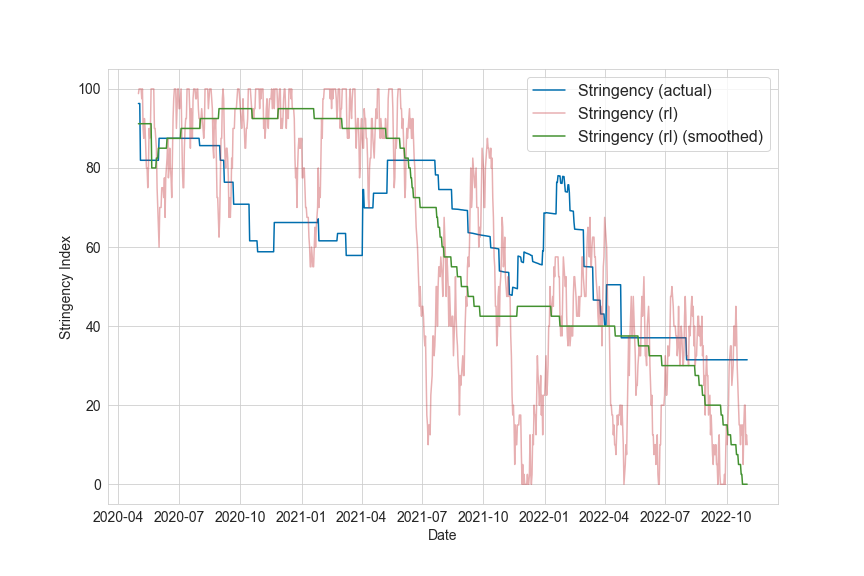 Stringency (actual)
Stringency (rl)
Stringency (rl) (smoothed)
Stringency Index
100
80
60
40
20
0
2020-04 2020-07 2020-10 2021-01 2021-04 2021-07 2021-10 2022-01 2022-04 2022-07 2022-10
Date